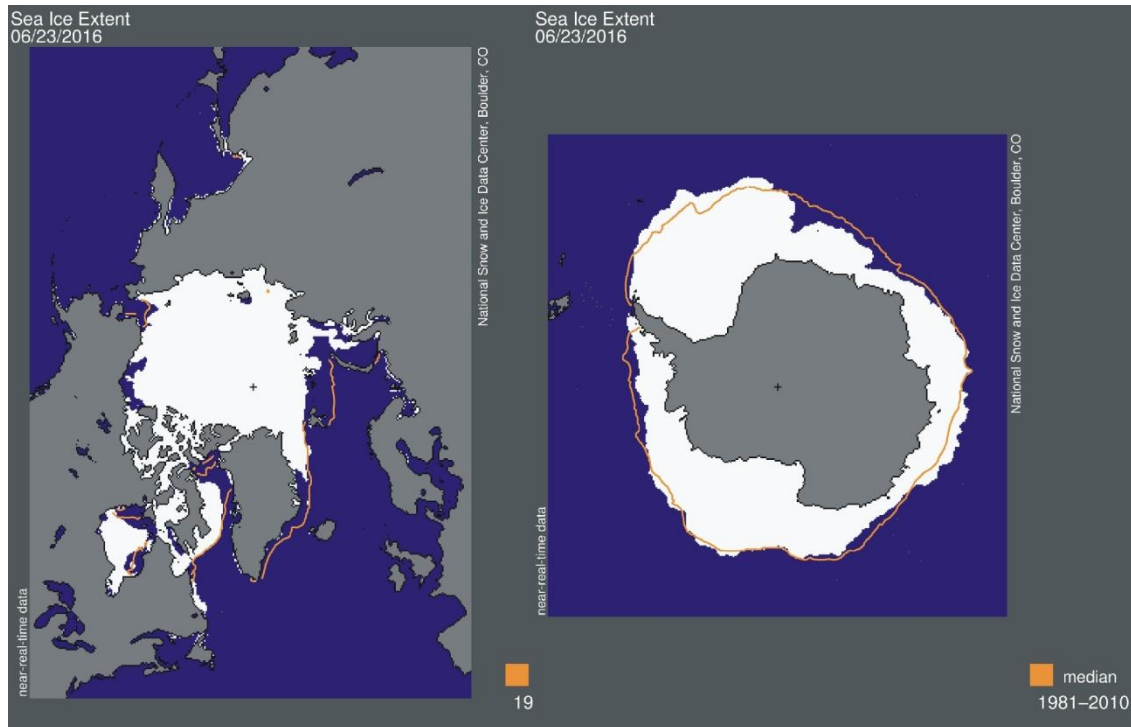 Sea Ice Extent
06/23/2016
National Snow and Ice Data Center, Boulder, CO
near-real-time data
19
Sea Ice Extent
06/23/2016
National Snow and Ice Data Center, Boulder, CO
near-real-time data
median
1981–2010